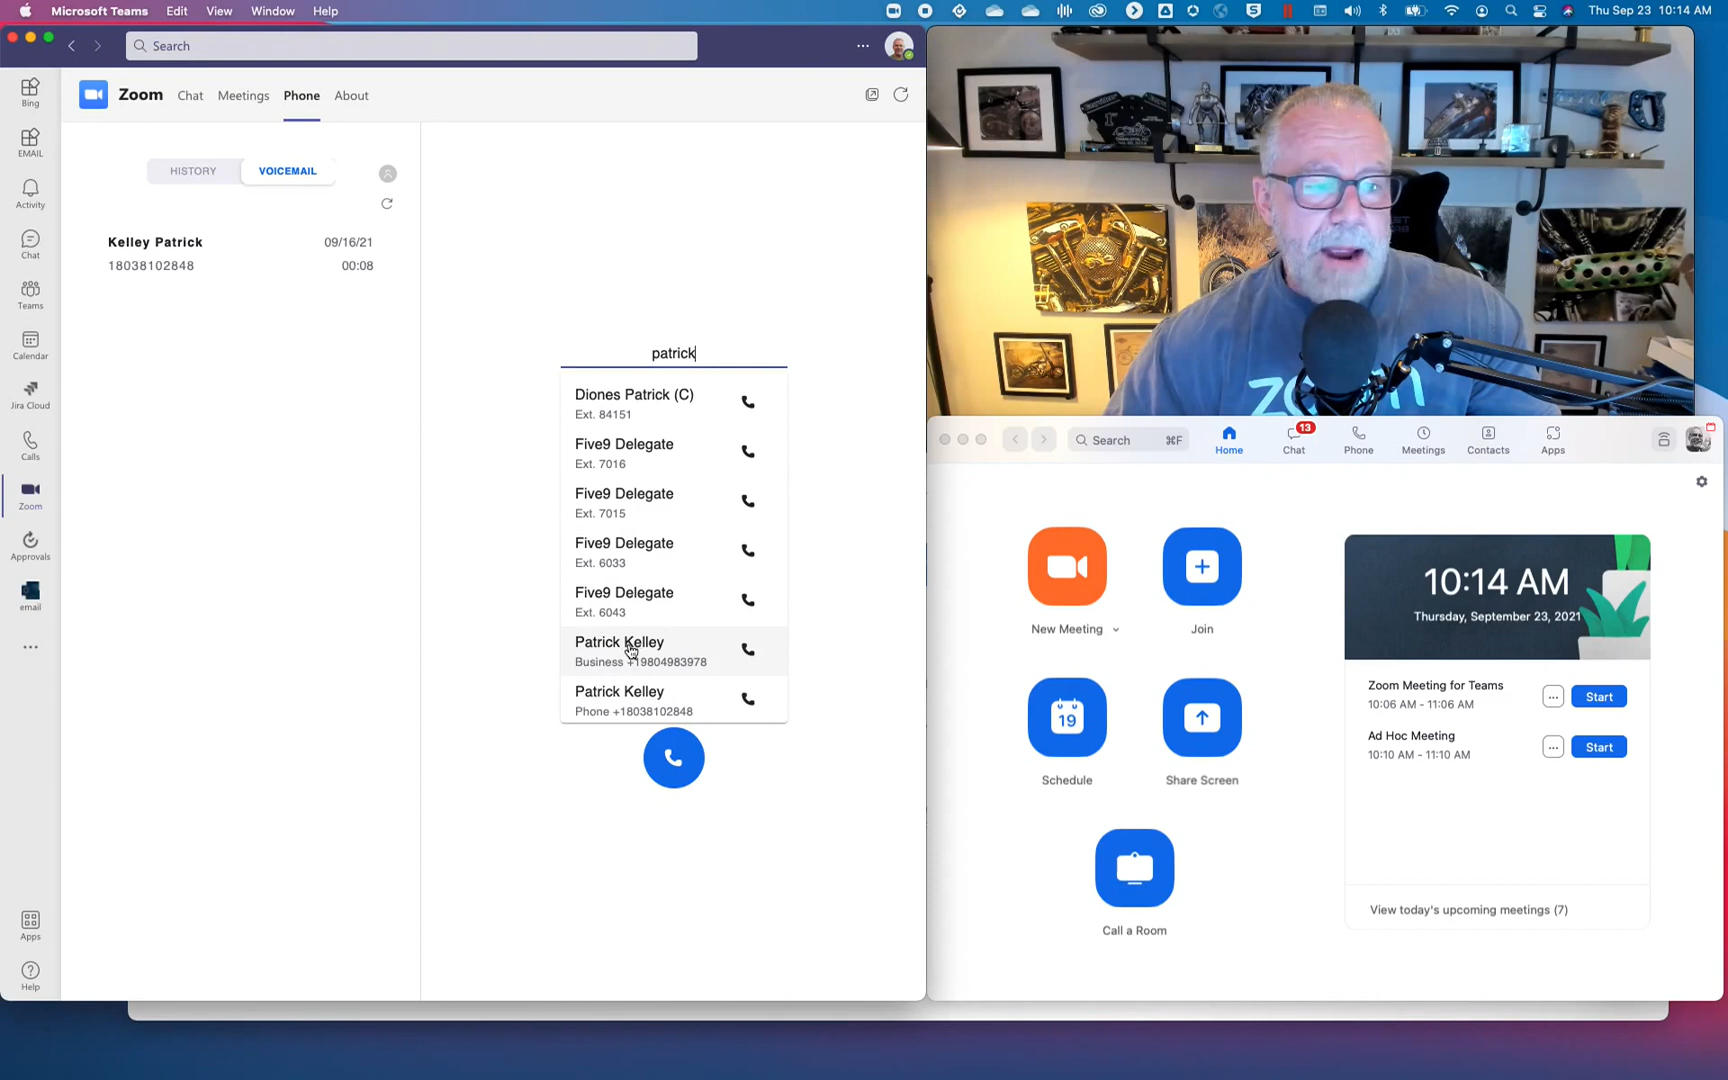 Microsoft Teams Edit View Window Help
Thu Sep 23 10:14 AM
Search
Zoom Chat Meetings Phone About
Bing
EMAIL
Activity
Chat
Teams
Calendar
Jira Cloud
Calls
Zoom
Approvals
email
Apps
Help
HISTORY VOICEMAIL
Kelley Patrick 09/16/21
18038102848 00:08
patrick
Diones Patrick (C)
Ext. 84151
Five9 Delegate
Ext. 7016
Five9 Delegate
Ext. 7015
Five9 Delegate
Ext. 6033
Five9 Delegate
Ext. 6043
Patrick Kelley
Business +19804983978
Patrick Kelley
Phone +18038102848
zoom
Search ⌘F
Home
13
Chat
Phone
Meetings
Contacts
Apps
New Meeting
Join
19
Schedule
Share Screen
Call a Room
10:14 AM
Thursday, September 23, 2021
Zoom Meeting for Teams
10:06 AM - 11:06 AM
Start
Ad Hoc Meeting
10:10 AM - 11:10 AM
Start
View today's upcoming meetings (7)